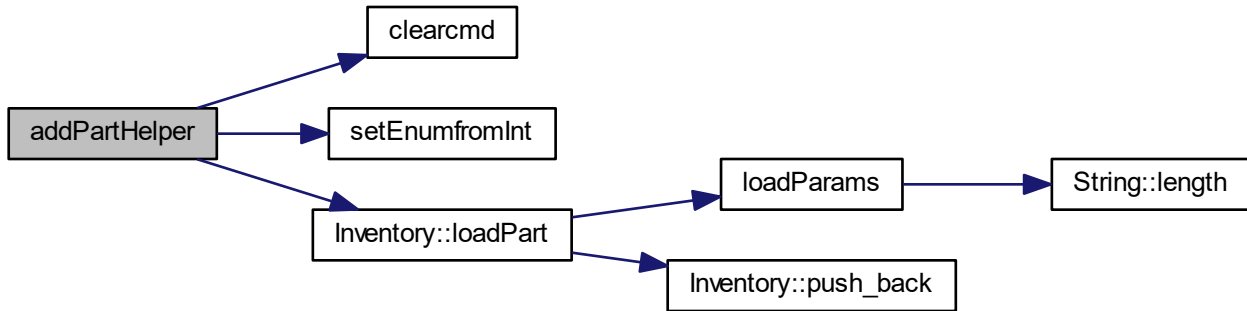 clearcmd
addPartHelper
setEnumfromInt
loadParams
String::length
Inventory::loadPart
Inventory::push_back